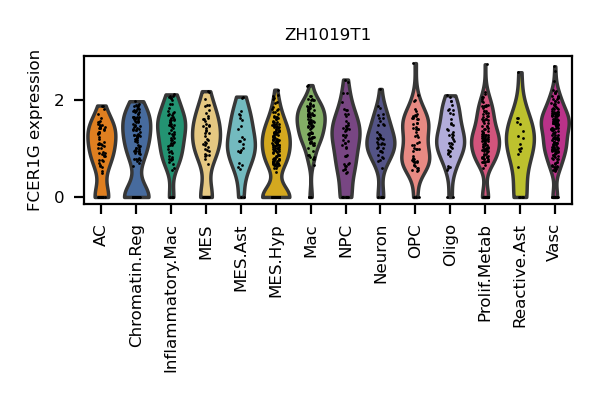 ZH1019T1
FCER1G expression
2
0
AC
Chromatin.Reg
Inflammatory.Mac
MES
MES.Ast
MES.Hyp
Mac
NPC
Neuron
OPC
Oligo
Prolif.Metab
Reactive.Ast
Vasc